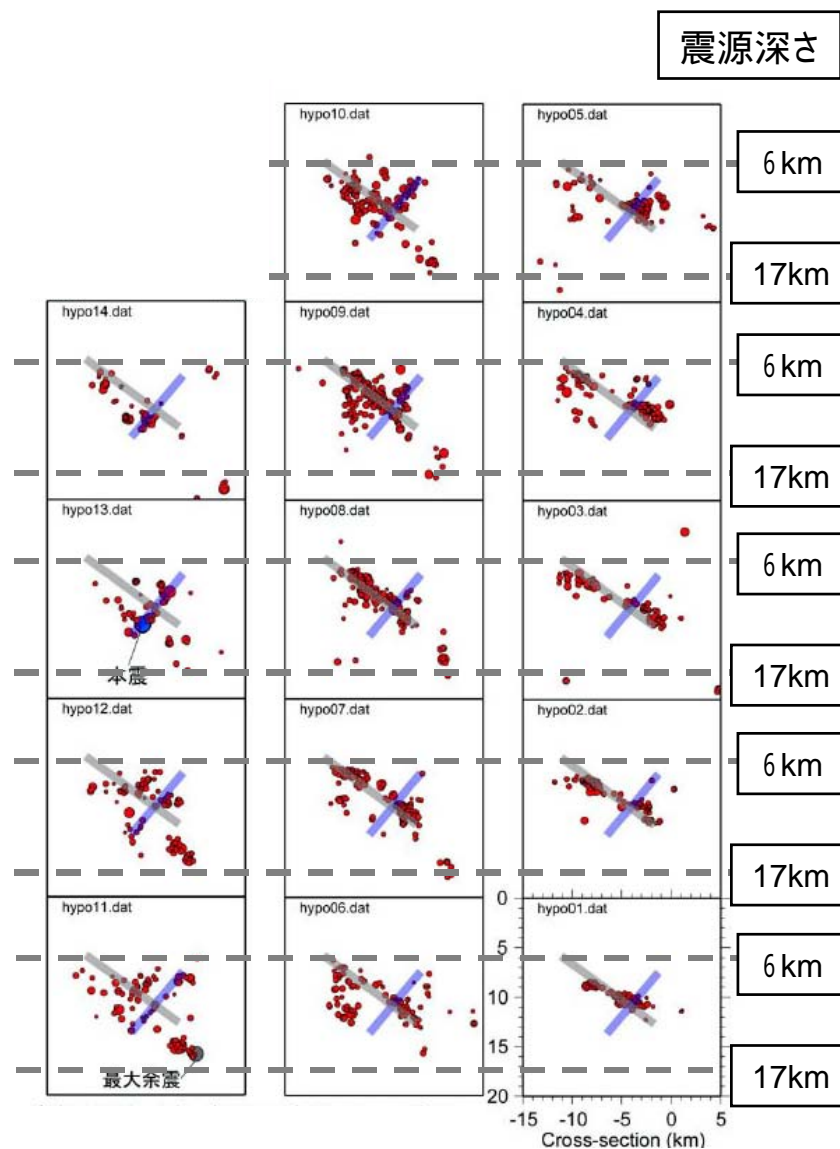 震源深さ
hypo10.dat
hypo05.dat
6km
17km
hypo14.dat
hypo09.dat
hypo04.dat
6km
17km
hypo13.dat
hypo08.dat
hypo03.dat
6km
本震
17km
hypo12.dat
hypo07.dat
hypo02.dat
6km
17km
hypo11.dat
hypo06.dat
hypo01.dat
0
5
10
15
20
6km
最大余震
17km
-15 -10 -5 0 5
Cross-section (km)